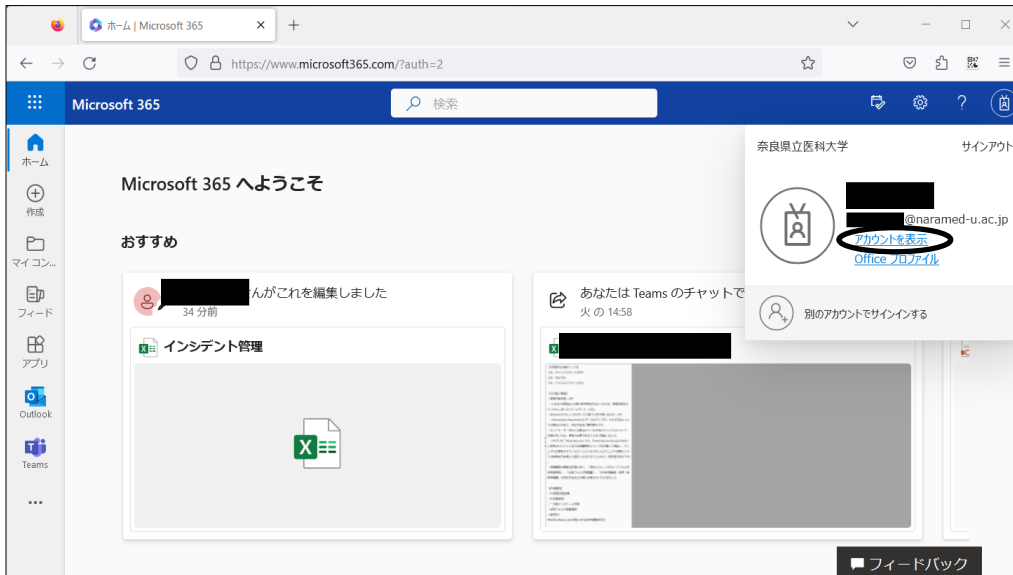 ホーム | Microsoft 365
https://www.microsoft365.com/?auth=2
Microsoft 365
検索
ホーム
作成
マイ コン...
フィード
アプリ
Outlook
Teams
Microsoft 365 へようこそ
おすすめ
さんがこれを編集しました
34 分前
インシデント管理
あなたは Teams のチャットで
火 の 14:58
奈良県立医科大学
サインアウト
@naramed-u.ac.jp
アカウントを表示
Office プロファイル
別のアカウントでサインインする
フィードバック